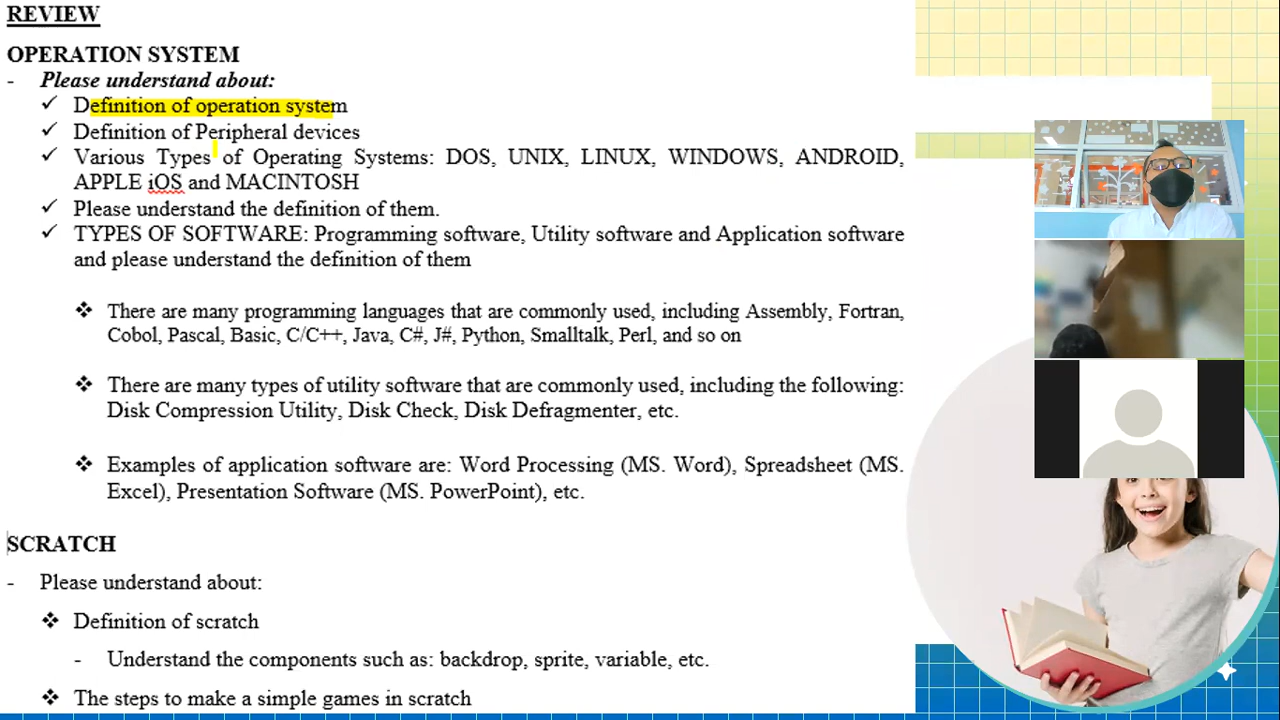 REVIEW
OPERATION SYSTEM
- Please understand about:
✓ Definition of operation system
✓ Definition of Peripheral devices
✓ Various Types of Operating Systems: DOS, UNIX, LINUX, WINDOWS, ANDROID,
APPLE iOS and MACINTOSH
✓ Please understand the definition of them.
✓ TYPES OF SOFTWARE: Programming software, Utility software and Application software
and please understand the definition of them
❖ There are many programming languages that are commonly used, including Assembly, Fortran,
Cobol, Pascal, Basic, C/C++, Java, C#, J#, Python, Smalltalk, Perl, and so on
❖ There are many types of utility software that are commonly used, including the following:
Disk Compression Utility, Disk Check, Disk Defragmenter, etc.
❖ Examples of application software are: Word Processing (MS. Word), Spreadsheet (MS.
Excel), Presentation Software (MS. PowerPoint), etc.
SCRATCH
- Please understand about:
❖ Definition of scratch
- Understand the components such as: backdrop, sprite, variable, etc.
❖ The steps to make a simple games in scratch